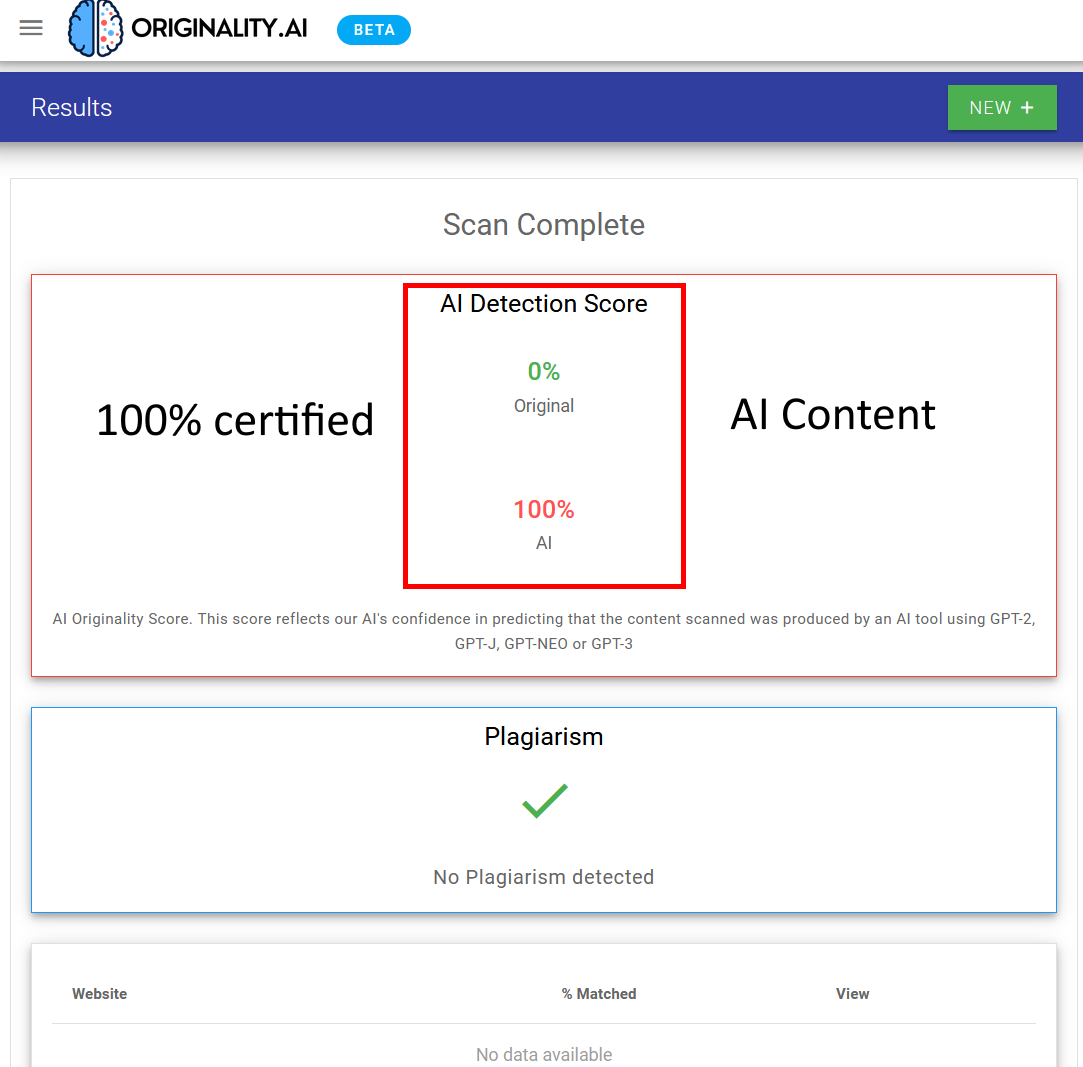 ORIGINALITY.AI
BETA
Results
NEW +
Scan Complete
AI Detection Score
0%
Original
100% certified
AI Content
100%
AI
AI Originality Score. This score reflects our AI's confidence in predicting that the content scanned was produced by an AI tool using GPT-2,
GPT-J, GPT-NEO or GPT-3
Plagiarism
No Plagiarism detected
Website % Matched View
No data available